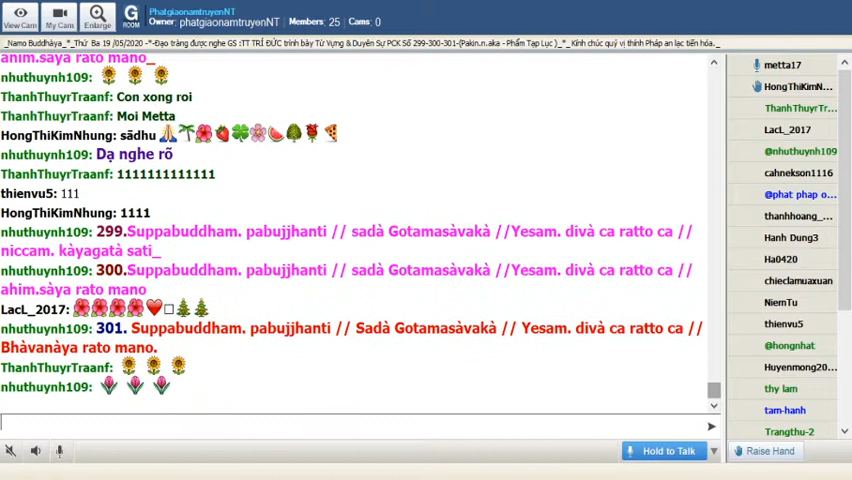 View Cam
My Cam
Enlarge
G
ROOM
PhatgiaonamtruyenNT
Owner: phatgiaonamtruyenNT Members: 25 Cams: 0
_Namo Buddhàya_*_Thứ Ba 19 /05/2020 -*-Đạo tràng được nghe GS :TT TRÍ ĐỨC trình bày Từ Vựng & Duyên Sự PCK Số 299-300-301-(Pakin.n.aka - Phẩm Tạp Lục )_*_Kính chúc quý vị thính Pháp an lạc tiến hóa._
ahim.sàya rato mano_
nhuthuynh109:
ThanhThuyrTraanf: Con xong roi
ThanhThuyrTraanf: Moi Metta
HongThiKimNhung: sādhu
nhuthuynh109: Dạ nghe rõ
ThanhThuyrTraanf: 1111111111111
thienvu5: 111
HongThiKimNhung: 1111
nhuthuynh109: 299.Suppabuddham. pabujjhanti // sadà Gotamasàvakà //Yesam. divà ca ratto ca //
niccam. kàyagatà sati_
nhuthuynh109: 300.Suppabuddham. pabujjhanti // sadà Gotamasàvakà //Yesam. divà ca ratto ca //
ahim.sàya rato mano
LacL_2017:
nhuthuynh109: 301. Suppabuddham. pabujjhanti // Sadà Gotamasàvakà // Yesam. divà ca ratto ca //
Bhàvanàya rato mano.
ThanhThuyrTraanf:
nhuthuynh109:
metta17
HongThiKimN...
ThanhThuyrTr...
LacL_2017
@nhuthuynh109
cahnekson1116
@phat phap o...
thanhhoang_...
Hanh Dung3
Ha0420
chieclamuaxuan
NiemTu
thienvu5
@hongnhat
Huyenmong20...
thy lam
tam-hanh
Trangthu-2
Hold to Talk
Raise Hand